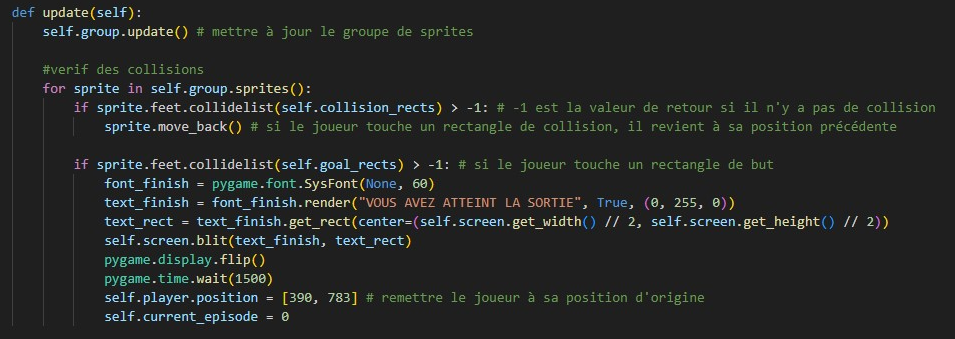 def update(self):
    self.group.update() # mettre à jour le groupe de sprites

    #verif des collisions
    for sprite in self.group.sprites():
        if sprite.feet.collidelist(self.collision_rects) > -1: # -1 est la valeur de retour si il n'y a pas de collision
            sprite.move_back() # si le joueur touche un rectangle de collision, il revient à sa position précédente

        if sprite.feet.collidelist(self.goal_rects) > -1: # si le joueur touche un rectangle de but
            font_finish = pygame.font.SysFont(None, 60)
            text_finish = font_finish.render("VOUS AVEZ ATTEINT LA SORTIE", True, (0, 255, 0))
            text_rect = text_finish.get_rect(center=(self.screen.get_width() // 2, self.screen.get_height() // 2))
            self.screen.blit(text_finish, text_rect)
            pygame.display.flip()
            pygame.time.wait(1500)
            self.player.position = [390, 783] # remettre le joueur à sa position d'origine
            self.current_episode = 0